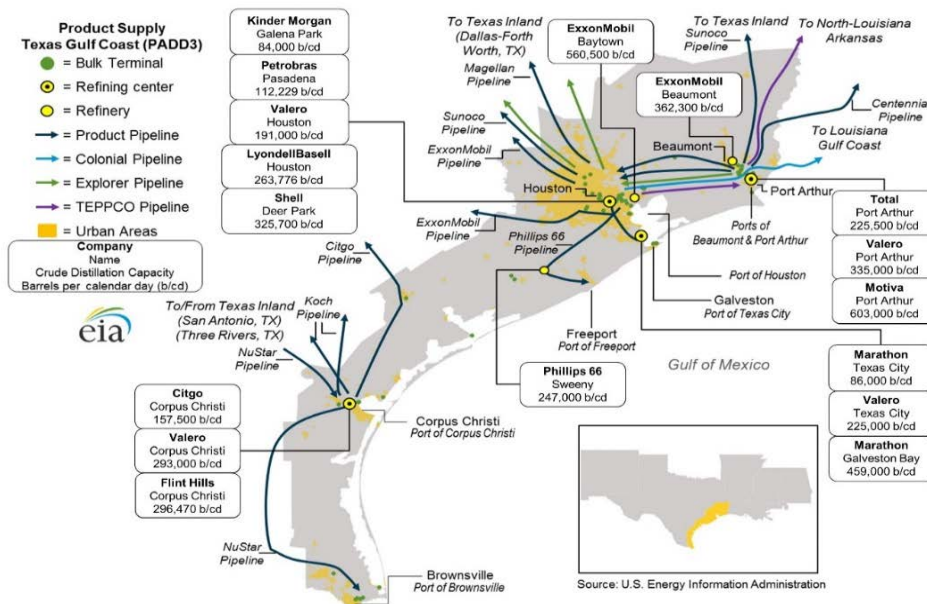 Product Supply
Texas Gulf Coast (PADD3)
= Bulk Terminal
= Refining center
= Refinery
= Product Pipeline
= Colonial Pipeline
= Explorer Pipeline
= TEPPCO Pipeline
= Urban Areas
Company
Name
Crude Distillation Capacity
Barrels per calendar day (b/cd)
eia
Kinder Morgan
Galena Park
84,000 b/cd
Petrobras
Pasadena
112,229 b/cd
Valero
Houston
191,000 b/cd
LyondellBasell
Houston
263,776 b/cd
Shell
Deer Park
325,700 b/cd
To Texas Inland
(Dallas-Forth
Worth, TX)
Magellan
Pipeline
Sunoco
Pipeline
ExxonMobil
Pipeline
ExxonMobil
Baytown
560,500 b/cd
To Texas Inland
Sunoco
Pipeline
To North-Louisiana
Arkansas
ExxonMobil
Beaumont
362,300 b/cd
Centennial
Pipeline
To Louisiana
Gulf Coast
Beaumont
Houston
Port Arthur
Ports of
Beaumont & Port Arthur
Total
Port Arthur
225,500 b/cd
Valero
Port Arthur
335,000 b/cd
Motiva
Port Arthur
603,000 b/cd
ExxonMobil
Pipeline
Phillips 66
Pipeline
Port of Houston
Galveston
Port of Texas City
Citgo
Pipeline
Koch
Pipeline
To/From Texas Inland
(San Antonio, TX)
(Three Rivers, TX)
NuStar
Pipeline
Freeport
Port of Freeport
Gulf of Mexico
Phillips 66
Sweeny
247,000 b/cd
Marathon
Texas City
86,000 b/cd
Valero
Texas City
225,000 b/cd
Marathon
Galveston Bay
459,000 b/cd
Citgo
Corpus Christi
157,500 b/cd
Valero
Corpus Christi
293,000 b/cd
Flint Hills
Corpus Christi
296,470 b/cd
Corpus Christi
Port of Corpus Christi
NuStar
Pipeline
Brownsville
Port of Brownsville
Source: U.S. Energy Information Administration